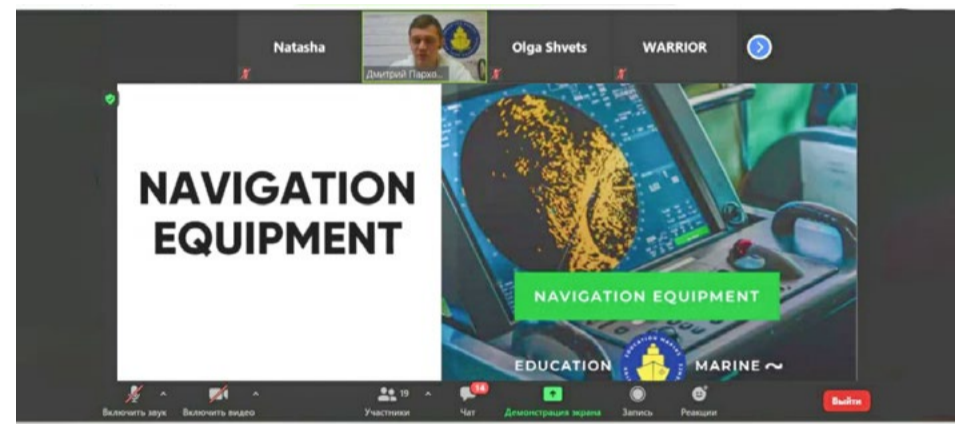 Natasha
Дмитрий Пархо...
Olga Shvets
WARRIOR
NAVIGATION
EQUIPMENT
NAVIGATION EQUIPMENT
EDUCATION
MARINE ~
Включить звук
Включить видео
19
Участники
14
Чат
Демонстрация экрана
Запись
Реакции
Выйти